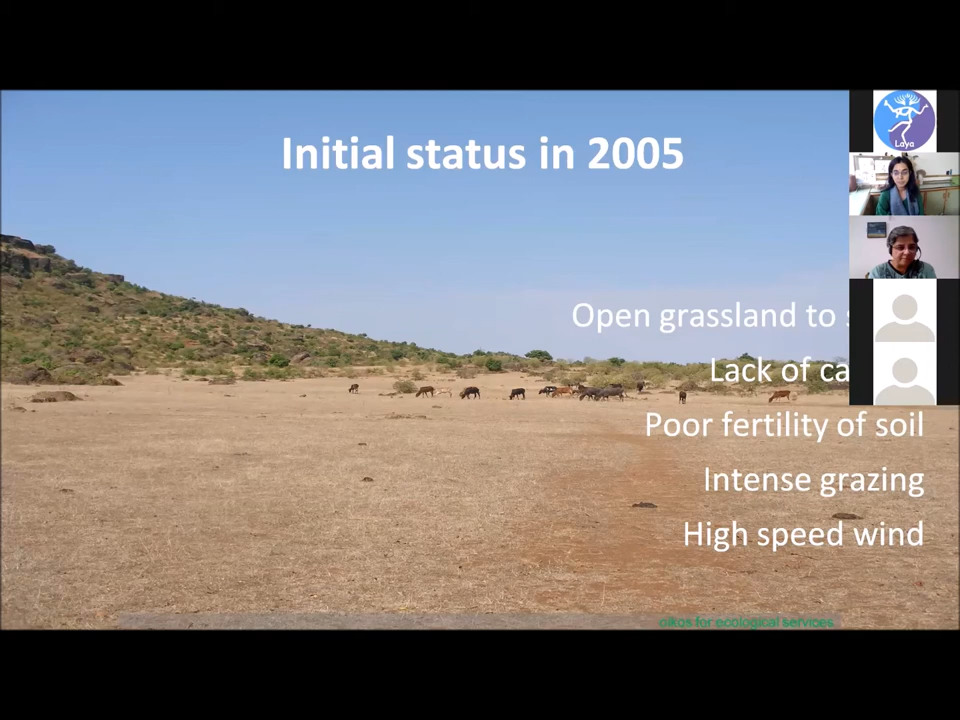 Laya
Initial status in 2005
Open grassland to
Lack of
Poor fertility of soil
Intense grazing
High speed wind
oikos for ecological services